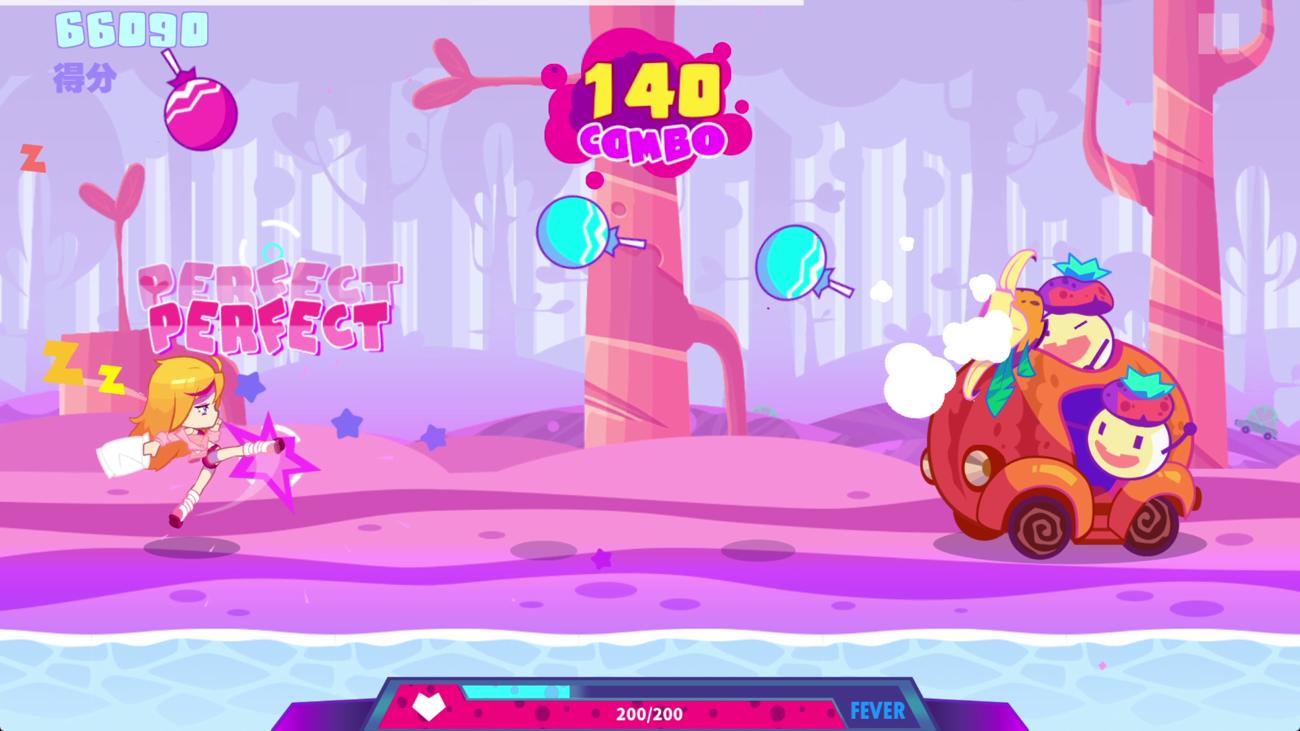 66090
得分
140
COMBO
Z
PERFECT
PERFECT
Z
Z
200/200
FEVER